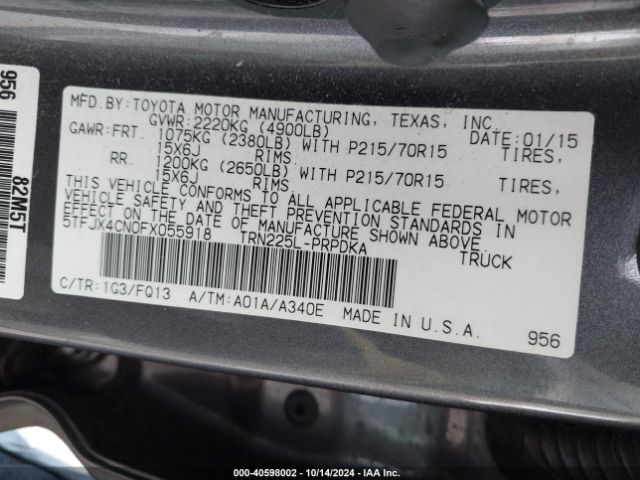 MFD.BY:TOYOTA MOTOR MANUFACTURING, TEXAS, INC.
GVWR:2220KG (4900LB) DATE:01/15
GAWR:FRT. 1075KG (2380LB) WITH P215/70R15 TIRES,
15X6J RIMS
RR. 1200KG (2650LB) WITH P215/70R15 TIRES,
15X6J RIMS
THIS VEHICLE CONFORMS TO ALL APPLICABLE FEDERAL MOTOR
VEHICLE SAFETY AND THEFT PREVENTION STANDARDS IN
EFFECT ON THE DATE OF MANUFACTURE SHOWN ABOVE.
5TFJX4CN0FX055918 TRN225L-PRPDKA TRUCK
C/TR:1G3/FQ13 A/TM:A01A/A340E MADE IN U.S.A.
956
956
82M5T
000-40598002 | 10/14/2024 | IAA Inc.